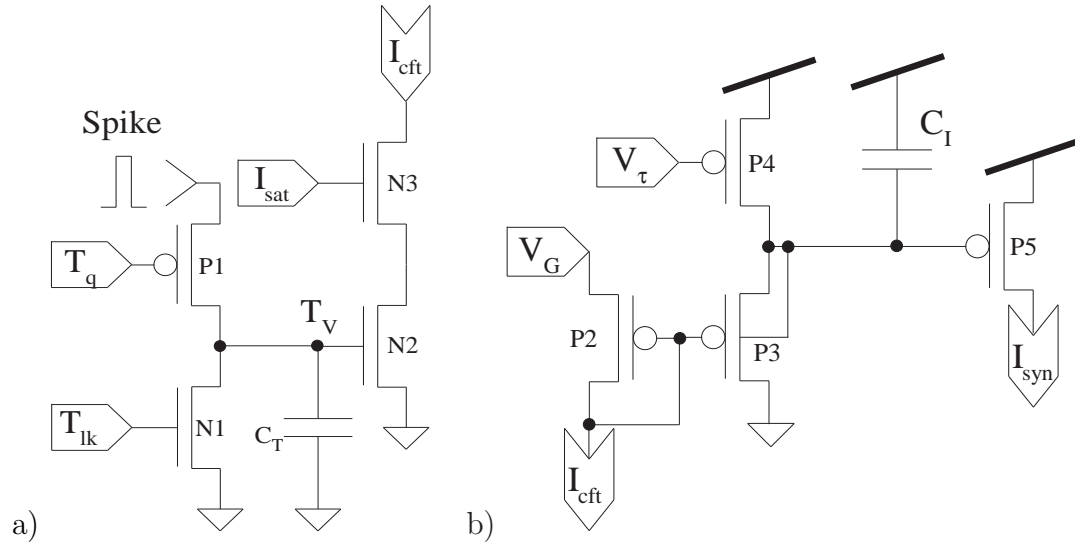 I_cft
Spike
I_sat
N3
T_q
P1
T_V
N2
T_lk
N1
C_T
a)
V_τ
P4
C_I
P5
V_G
P2
P3
I_syn
I_cft
b)